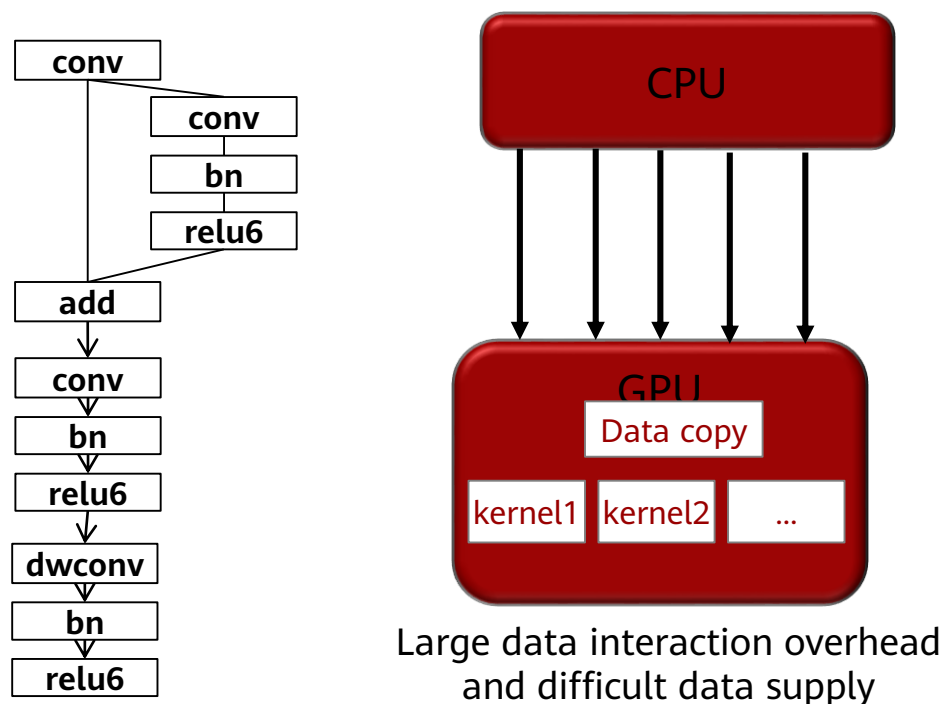 conv
conv
bn
relu6
add
conv
bn
relu6
dwconv
bn
relu6
CPU
GPU
Data copy
kernel1
kernel2
...
Large data interaction overhead
and difficult data supply